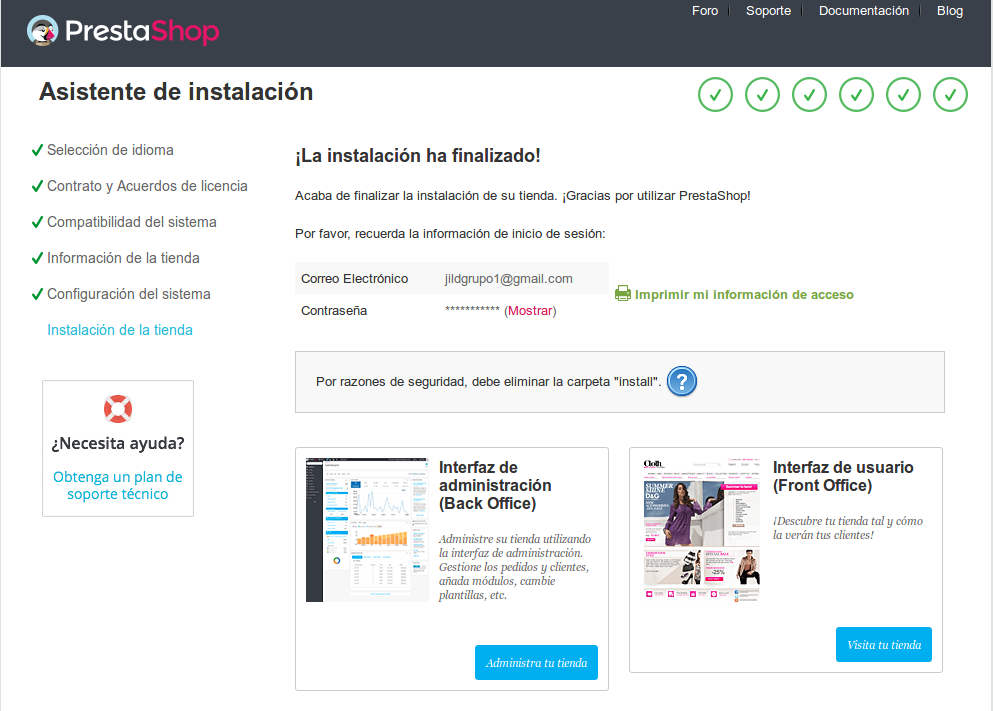 Foro Soporte Documentación Blog
PrestaShop
Asistente de instalación
Selección de idioma
Contrato y Acuerdos de licencia
Compatibilidad del sistema
Información de la tienda
Configuración del sistema
Instalación de la tienda
¿Necesita ayuda?
Obtenga un plan de
soporte técnico
¡La instalación ha finalizado!
Acaba de finalizar la instalación de su tienda. ¡Gracias por utilizar PrestaShop!
Por favor, recuerda la información de inicio de sesión:
Correo Electrónico jildgrupo1@gmail.com
Contraseña *********** (Mostrar)
Imprimir mi información de acceso
Por razones de seguridad, debe eliminar la carpeta "install". ?
Interfaz de
administración
(Back Office)
Administre su tienda utilizando
la interfaz de administración.
Gestione los pedidos y clientes,
añada módulos, cambie
plantillas, etc.
Administra tu tienda
Cloth
SUMMER
SHINE
D&G
Interfaz de usuario
(Front Office)
¡Descubre tu tienda tal y cómo
la verán tus clientes!
Visita tu tienda